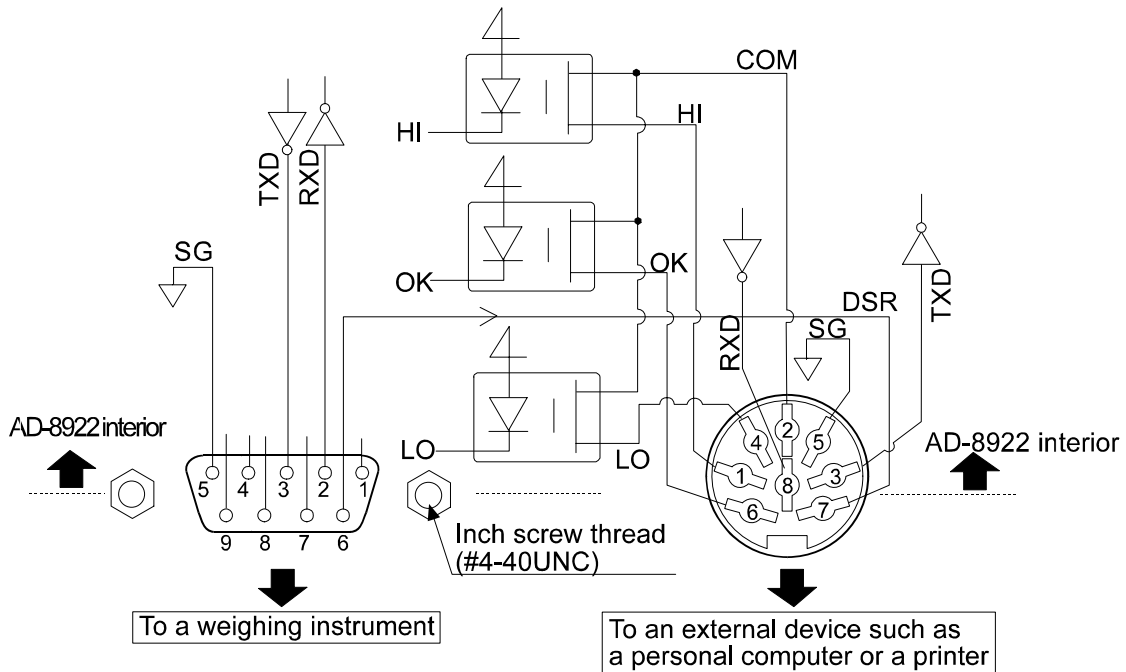 COM
HI
HI
TXD
RXD
SG
OK
OK
DSR
TXD
RXD
SG
LO
LO
AD-8922 interior
AD-8922 interior
5 4 3 2 1
9 8 7 6
4 2 5
1 8 3
6 7
Inch screw thread
(#4-40UNC)
To a weighing instrument
To an external device such as
a personal computer or a printer